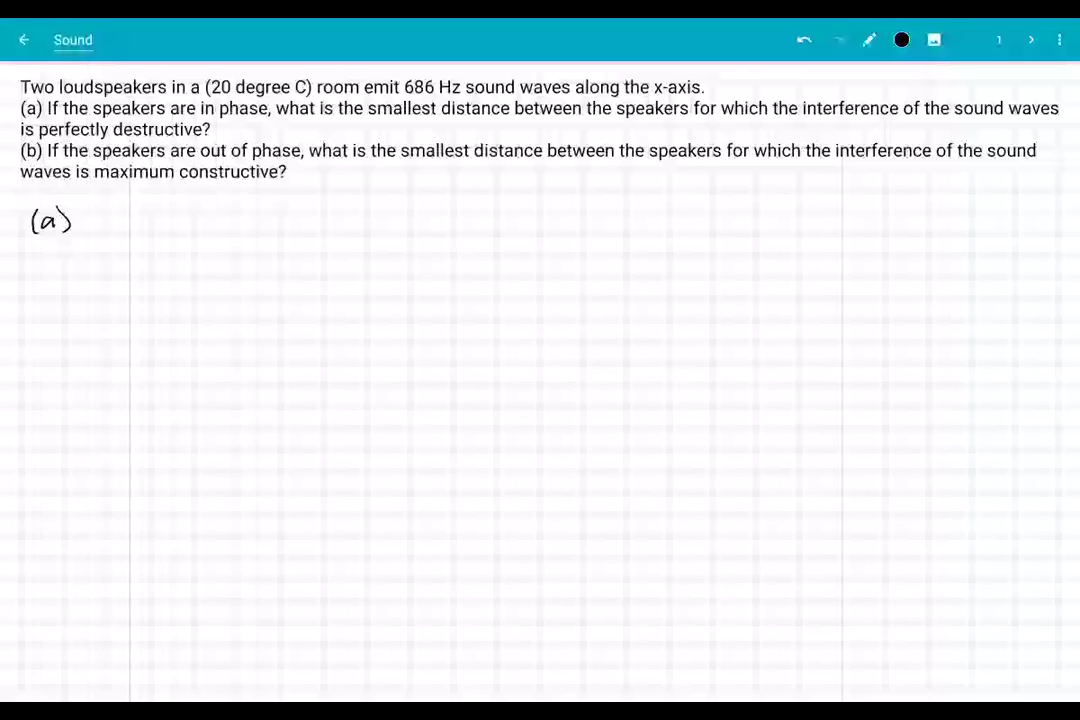 Sound
1
Two loudspeakers in a (20 degree C) room emit 686 Hz sound waves along the x-axis.
(a) If the speakers are in phase, what is the smallest distance between the speakers for which the interference of the sound waves
is perfectly destructive?
(b) If the speakers are out of phase, what is the smallest distance between the speakers for which the interference of the sound
waves is maximum constructive?
(a)